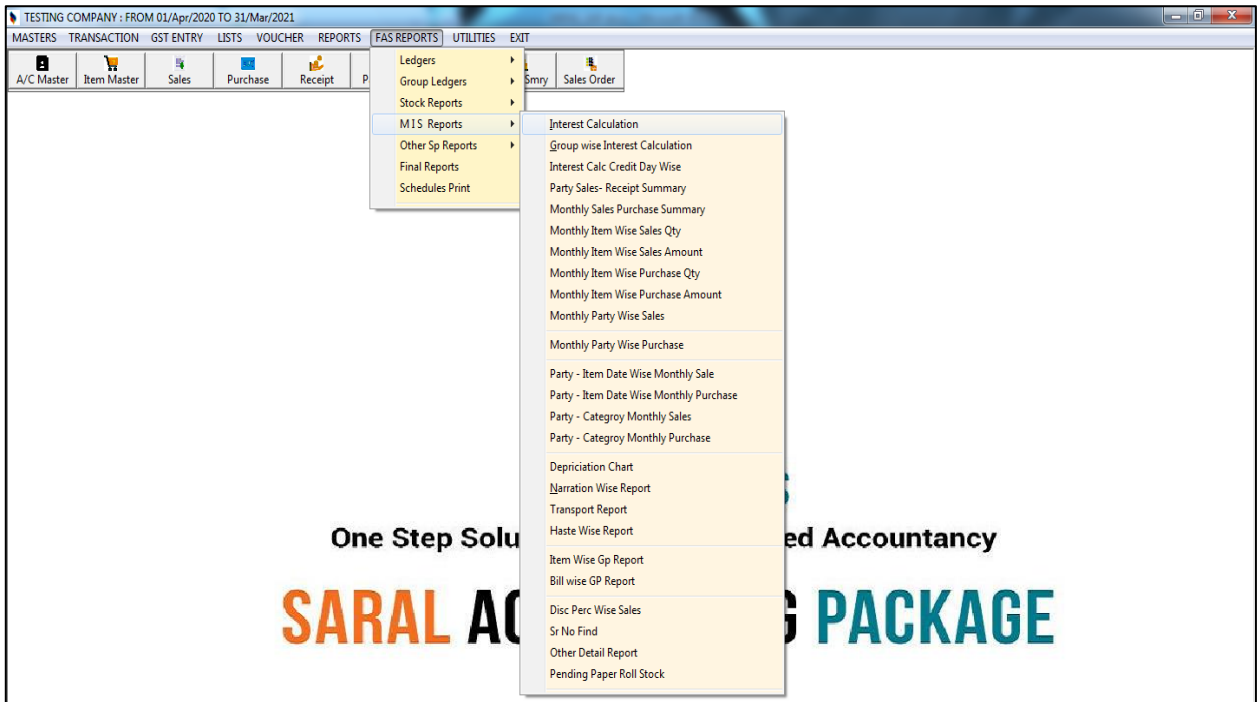 TESTING COMPANY : FROM 01/Apr/2020 TO 31/Mar/2021
MASTERS TRANSACTION GST ENTRY LISTS VOUCHER REPORTS FAS REPORTS UTILITIES EXIT
A/C Master Item Master Sales Purchase Receipt P Smry Sales Order
Ledgers
Group Ledgers
Stock Reports
M I S Reports
Other Sp Reports
Final Reports
Schedules Print
Interest Calculation
Group wise Interest Calculation
Interest Calc Credit Day Wise
Party Sales- Receipt Summary
Monthly Sales Purchase Summary
Monthly Item Wise Sales Qty
Monthly Item Wise Sales Amount
Monthly Item Wise Purchase Qty
Monthly Item Wise Purchase Amount
Monthly Party Wise Sales
Monthly Party Wise Purchase
Party - Item Date Wise Monthly Sale
Party - Item Date Wise Monthly Purchase
Party - Categroy Monthly Sales
Party - Categroy Monthly Purchase
Depriciation Chart
Narration Wise Report
Transport Report
Haste Wise Report
Item Wise Gp Report
Bill wise GP Report
Disc Perc Wise Sales
Sr No Find
Other Detail Report
Pending Paper Roll Stock
One Step Solu ed Accountancy
SARAL AC G PACKAGE